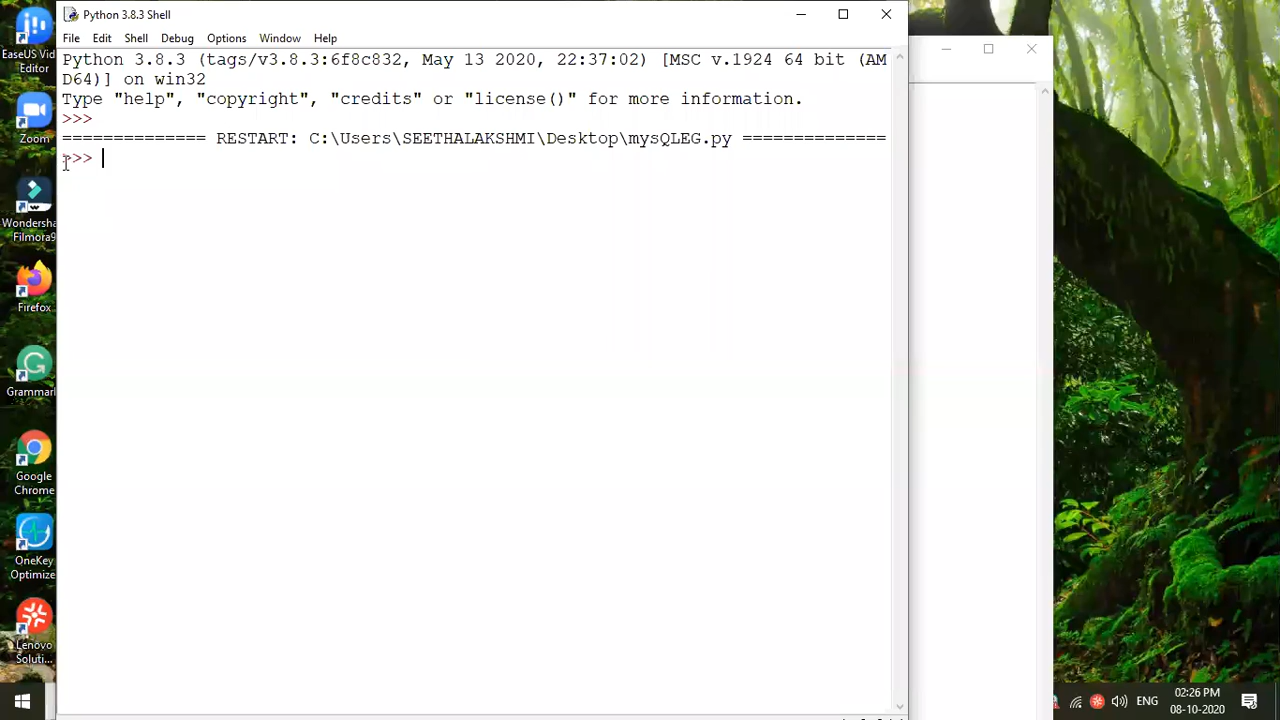 Python 3.8.3 Shell
File Edit Shell Debug Options Window Help
Python 3.8.3 (tags/v3.8.3:6f8c832, May 13 2020, 22:37:02) [MSC v.1924 64 bit (AM
D64)] on win32
Type "help", "copyright", "credits" or "license()" for more information.
>>>
============== RESTART: C:\Users\SEETHALAKSHMI\Desktop\mysQLEG.py ==============
>>>
EaseUS Vid
Editor
Zoom
Wondersha
Filmora9
Firefox
Grammarl
Google
Chrome
OneKey
Optimize
Lenovo
Soluti...
ENG
02:26 PM
08-10-2020